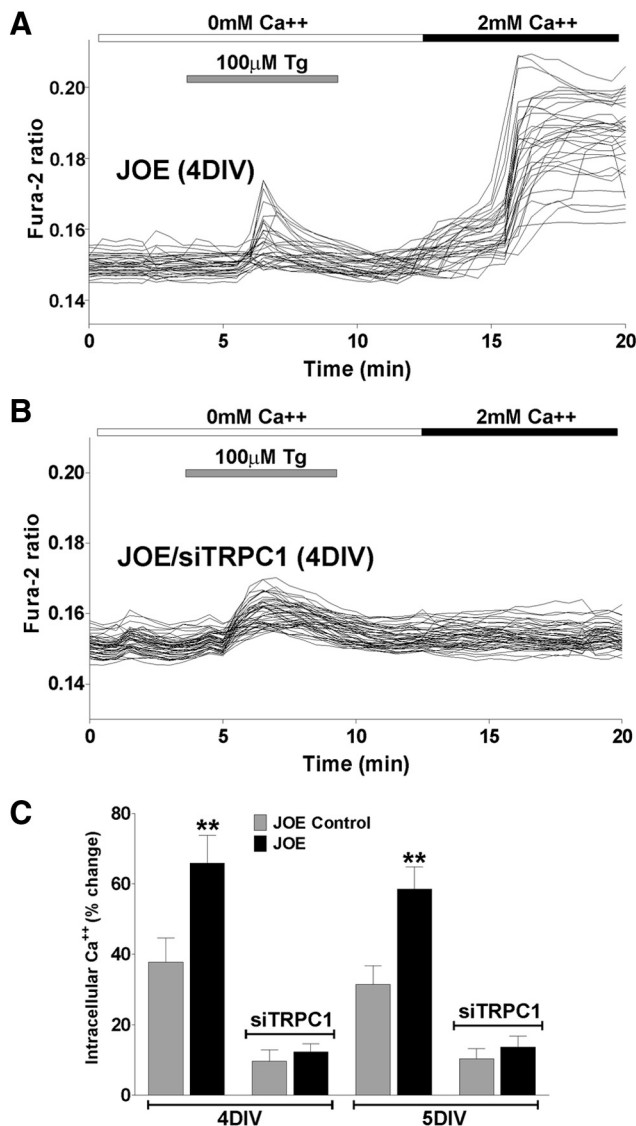 A
0mM Ca++ 2mM Ca++
100µM Tg
JOE (4DIV)
Fura-2 ratio
0.20
0.18
0.16
0.14
0 5 10 15 20
Time (min)
B
0mM Ca++ 2mM Ca++
100µM Tg
JOE/siTRPC1 (4DIV)
Fura-2 ratio
0.20
0.18
0.16
0.14
0 5 10 15 20
Time (min)
C
Intracellular Ca++ (% change)
80
60
40
20
0
JOE Control
JOE
** **
siTRPC1 siTRPC1
4DIV 5DIV